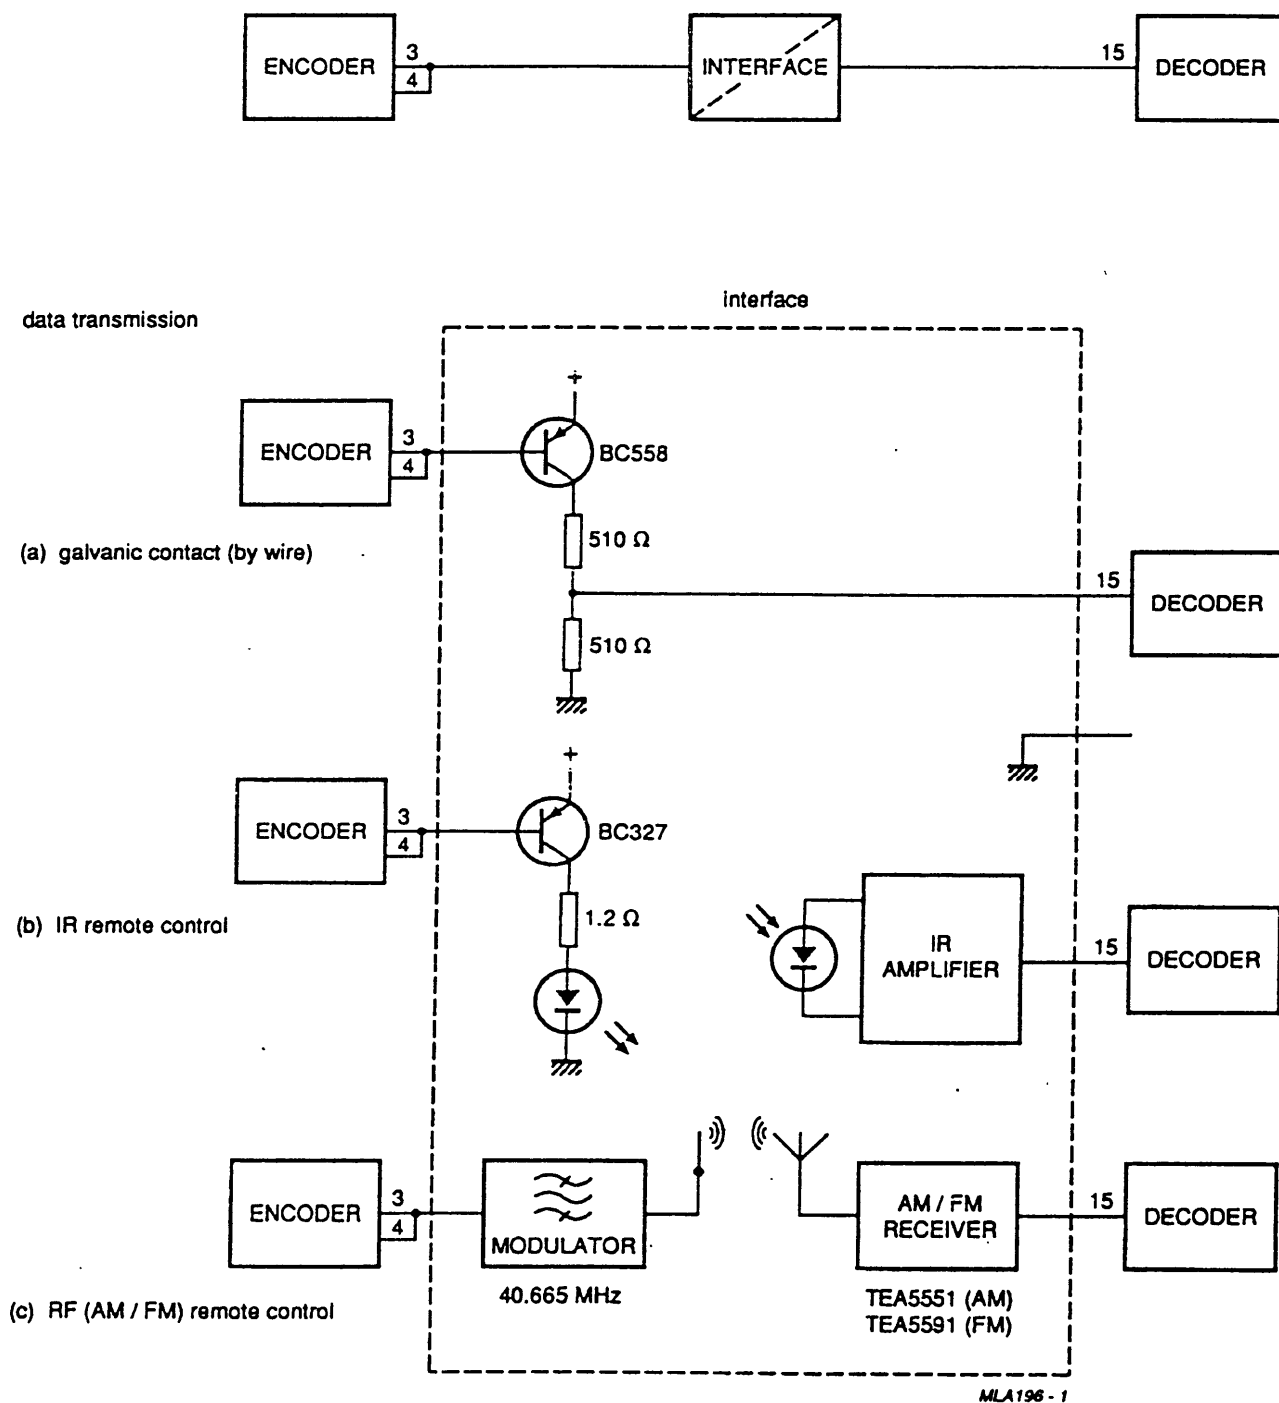 ENCODER
3
4
INTERFACE
15
DECODER
data transmission
interface
+
ENCODER
3
4
BC558
510 Ω
(a) galvanic contact (by wire)
15
DECODER
510 Ω
+
ENCODER
3
4
BC327
(b) IR remote control
1.2 Ω
IR
AMPLIFIER
15
DECODER
ENCODER
3
4
MODULATOR
40.665 MHz
AM / FM
RECEIVER
15
DECODER
TEA5551 (AM)
TEA5591 (FM)
(c) RF (AM / FM) remote control
MLA196 - 1